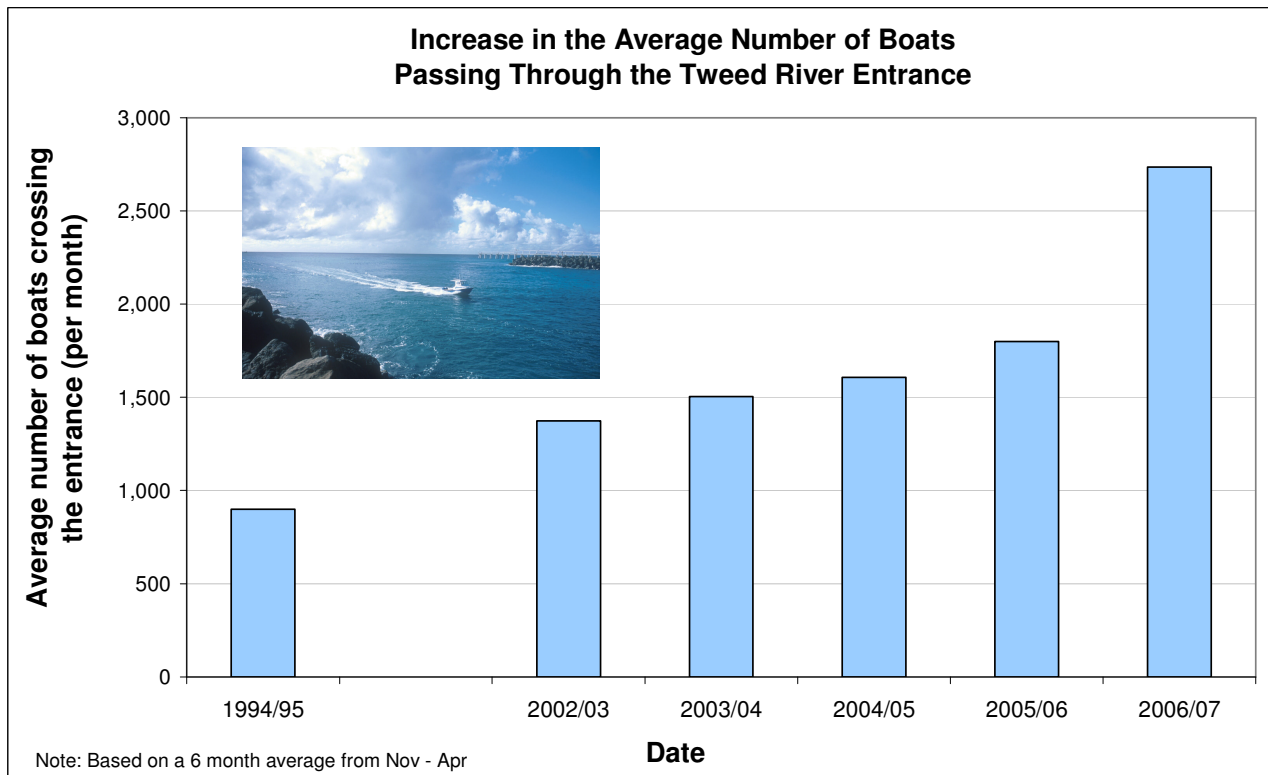 Increase in the Average Number of Boats
Passing Through the Tweed River Entrance
Average number of boats crossing
the entrance (per month)
3,000
2,500
2,000
1,500
1,000
500
0
1994/95
2002/03
2003/04
2004/05
2005/06
2006/07
Date
Note: Based on a 6 month average from Nov - Apr